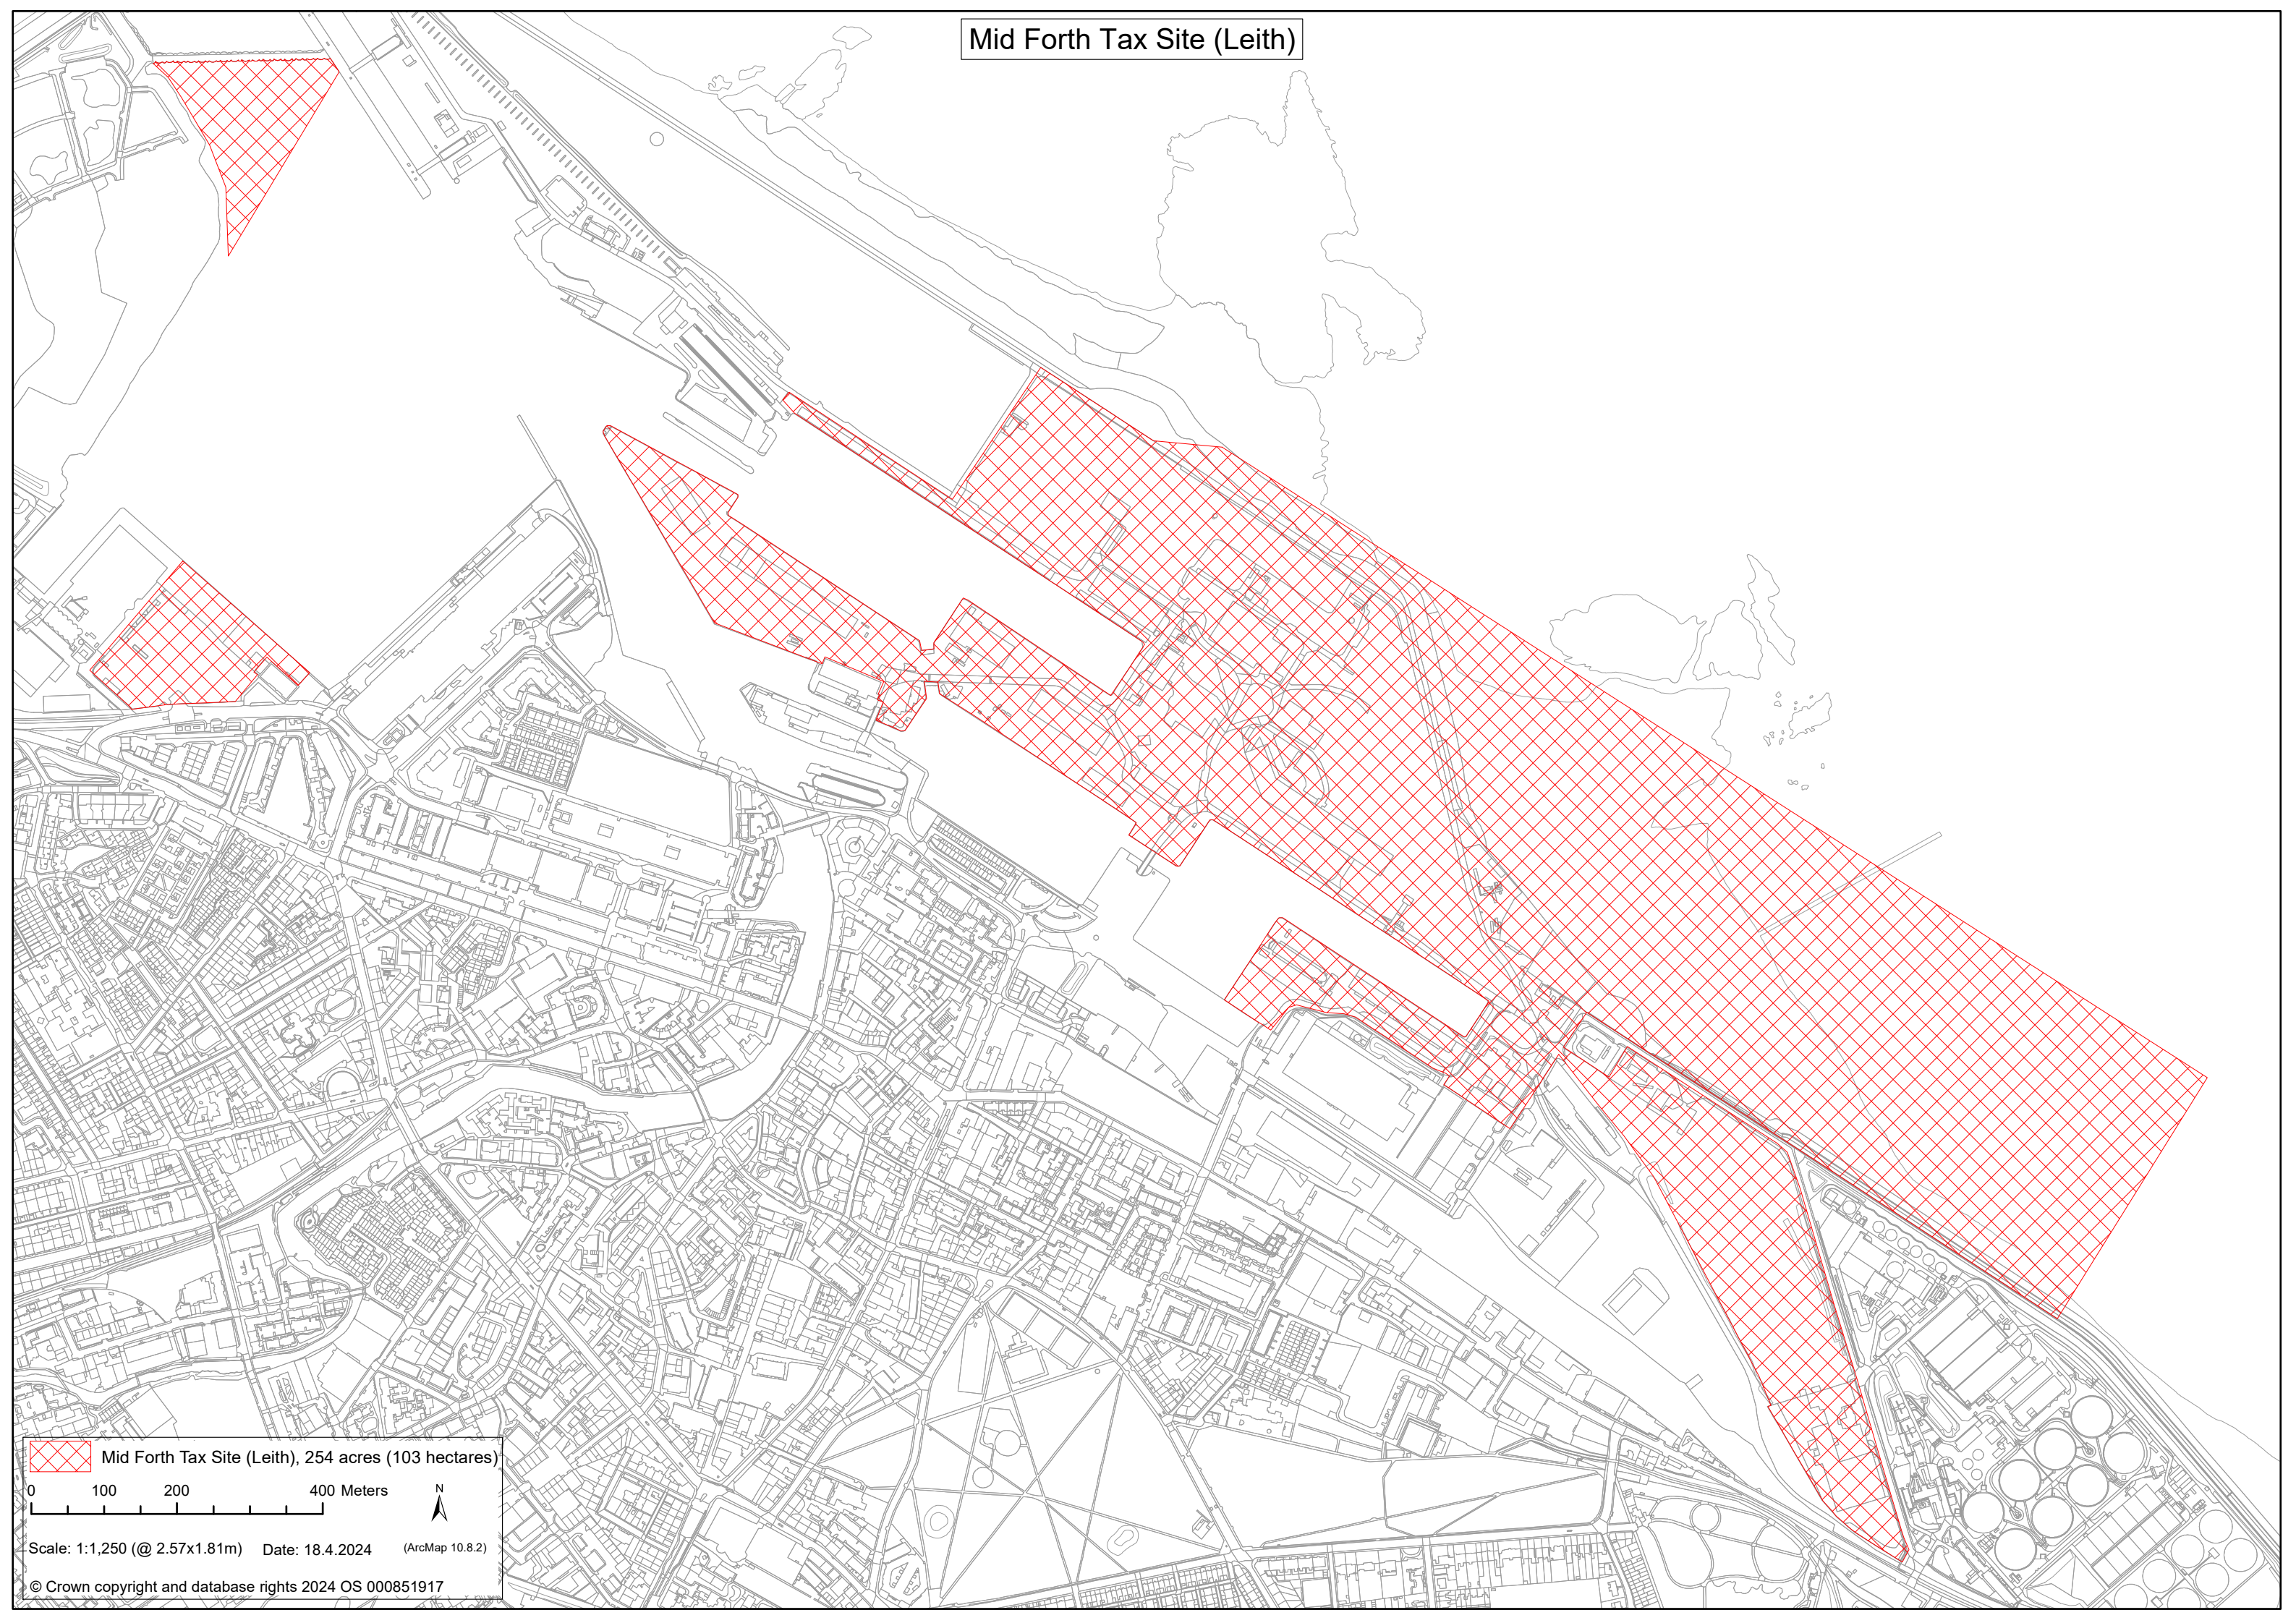 Mid Forth Tax Site (Leith)
Mid Forth Tax Site (Leith), 254 acres (103 hectares)
0 100 200 400 Meters
N
Scale: 1:1,250 (@ 2.57x1.81m) Date: 18.4.2024 (ArcMap 10.8.2)
© Crown copyright and database rights 2024 OS 000851917